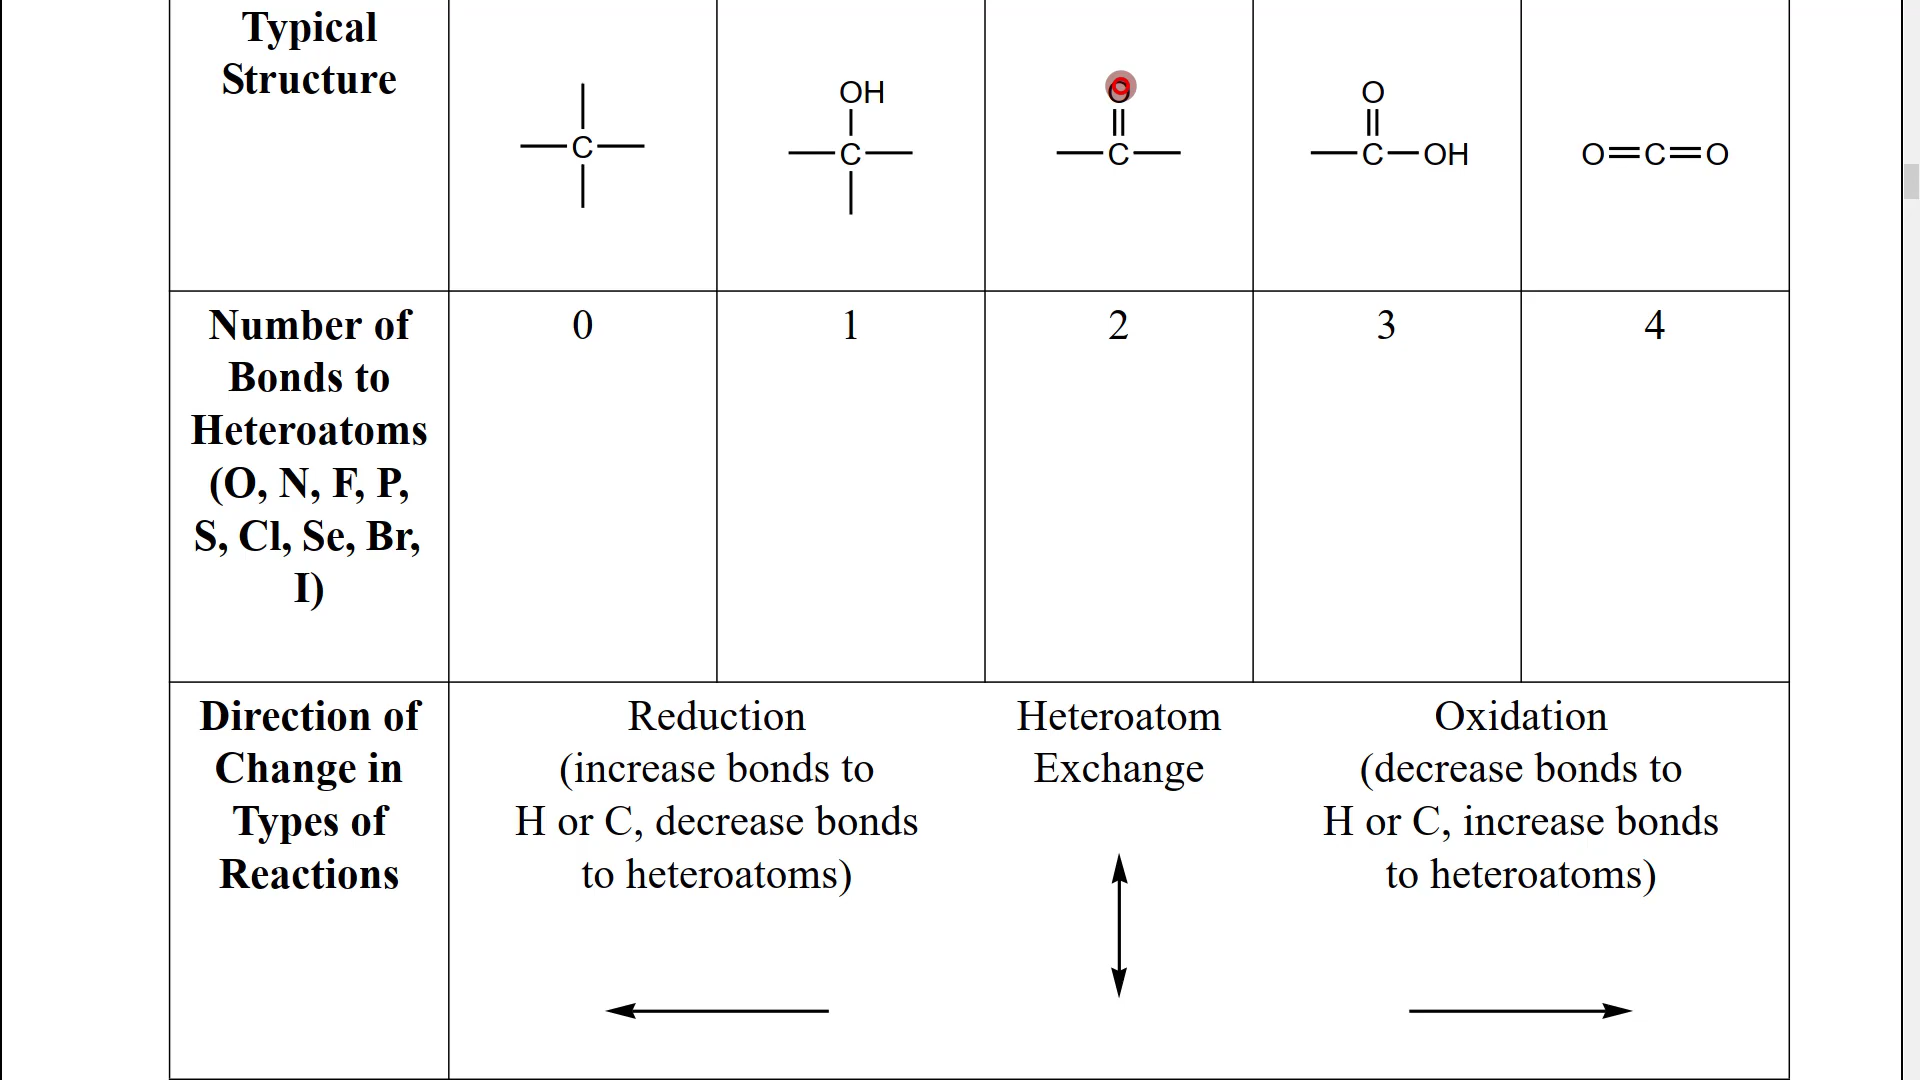 Typical
Structure
C
OH
C
O
C
O
C OH
O=C=O
Number of
Bonds to
Heteroatoms
(O, N, F, P,
S, Cl, Se, Br,
I)
0
1
2
3
4
Direction of
Change in
Types of
Reactions
Reduction
(increase bonds to
H or C, decrease bonds
to heteroatoms)
Heteroatom
Exchange
Oxidation
(decrease bonds to
H or C, increase bonds
to heteroatoms)